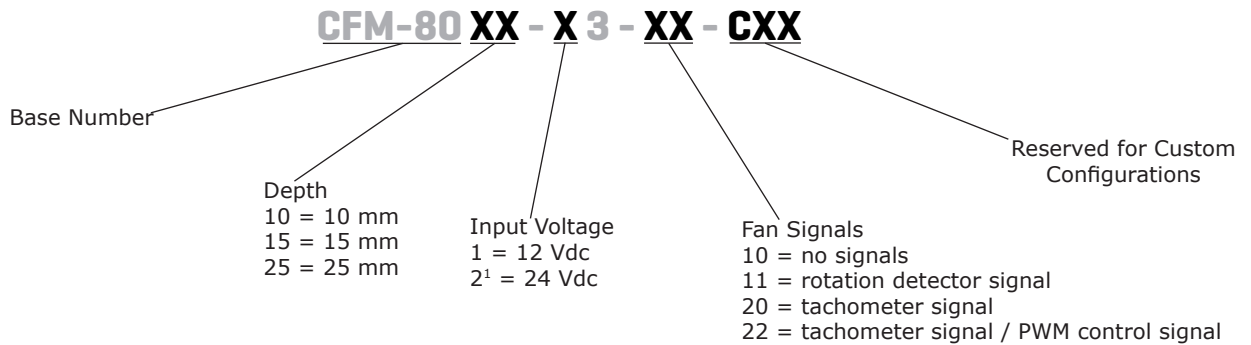 CFM-80 XX - X 3 - XX - CXX
Base Number
Depth
10 = 10 mm
15 = 15 mm
25 = 25 mm
Input Voltage
1 = 12 Vdc
2¹ = 24 Vdc
Fan Signals
10 = no signals
11 = rotation detector signal
20 = tachometer signal
22 = tachometer signal / PWM control signal
Reserved for Custom
Configurations